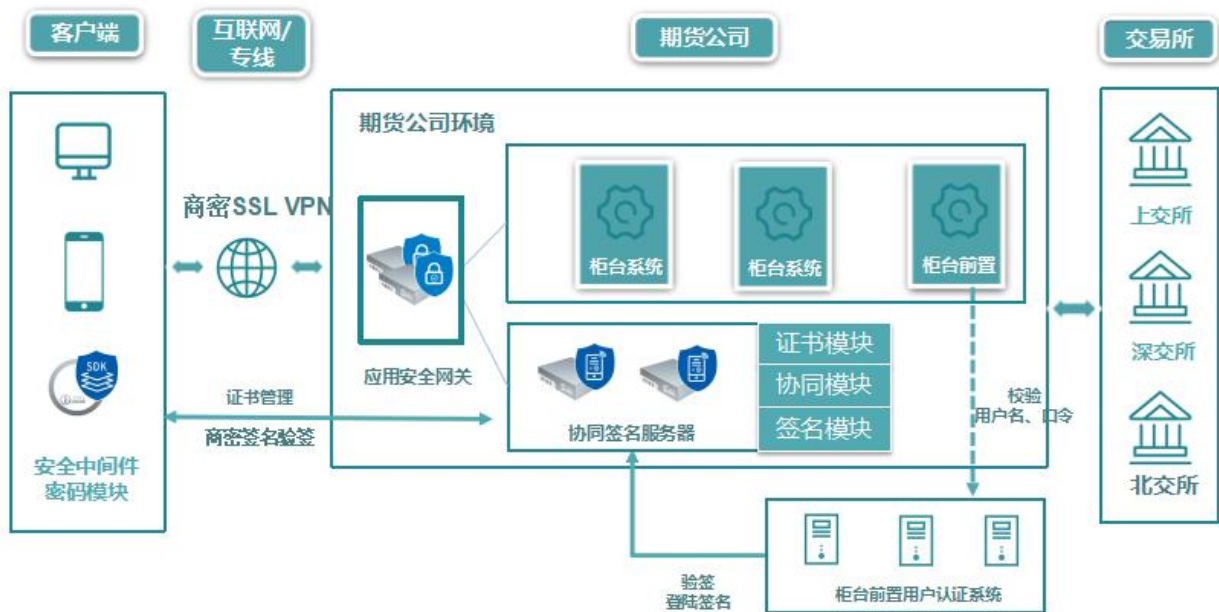 客户端
互联网/
专线
期货公司
交易所
期货公司环境
商密SSL VPN
柜台系统
柜台系统
柜台前置
上交所
SDK
应用安全网关
证书模块
协同模块
签名模块
协同签名服务器
深交所
证书管理
商密签名验签
校验
用户名、口令
安全中间件
密码模块
北交所
验签
登陆签名
柜台前置用户认证系统